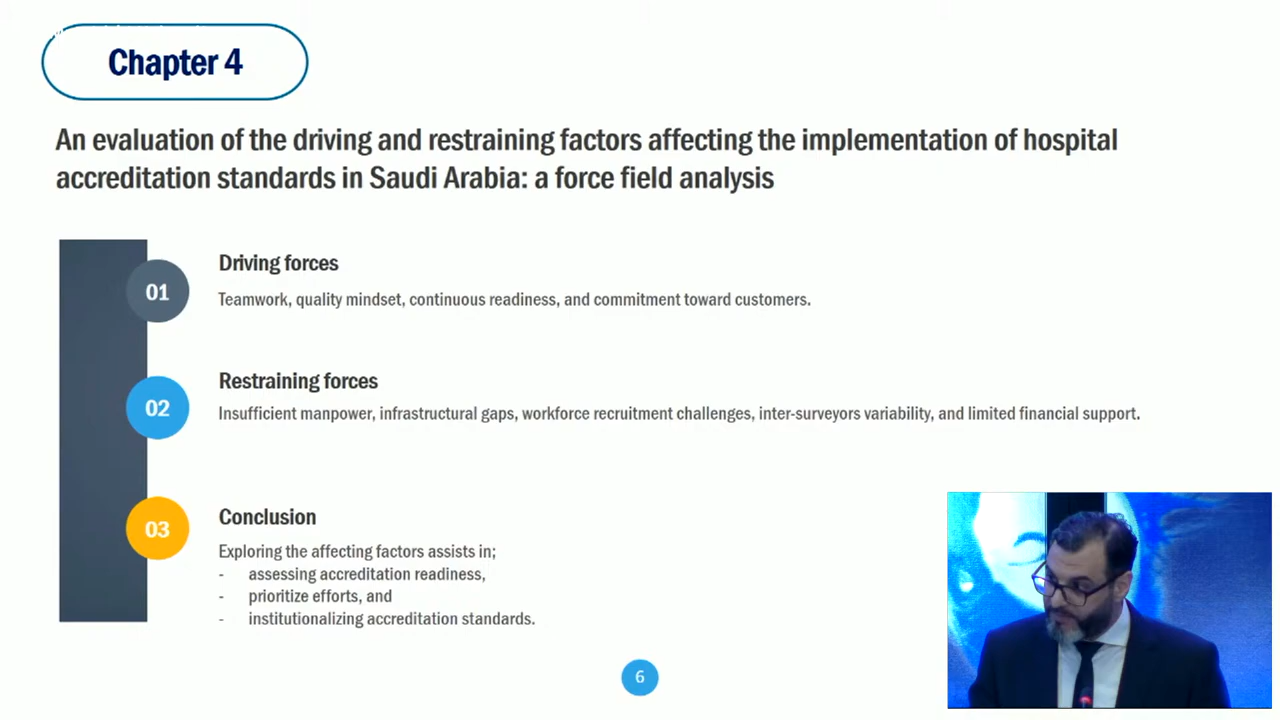 Chapter 4
An evaluation of the driving and restraining factors affecting the implementation of hospital
accreditation standards in Saudi Arabia: a force field analysis
01
Driving forces
Teamwork, quality mindset, continuous readiness, and commitment toward customers.
02
Restraining forces
Insufficient manpower, infrastructural gaps, workforce recruitment challenges, inter-surveyors variability, and limited financial support.
03
Conclusion
Exploring the affecting factors assists in;
- assessing accreditation readiness,
- prioritize efforts, and
- institutionalizing accreditation standards.
6